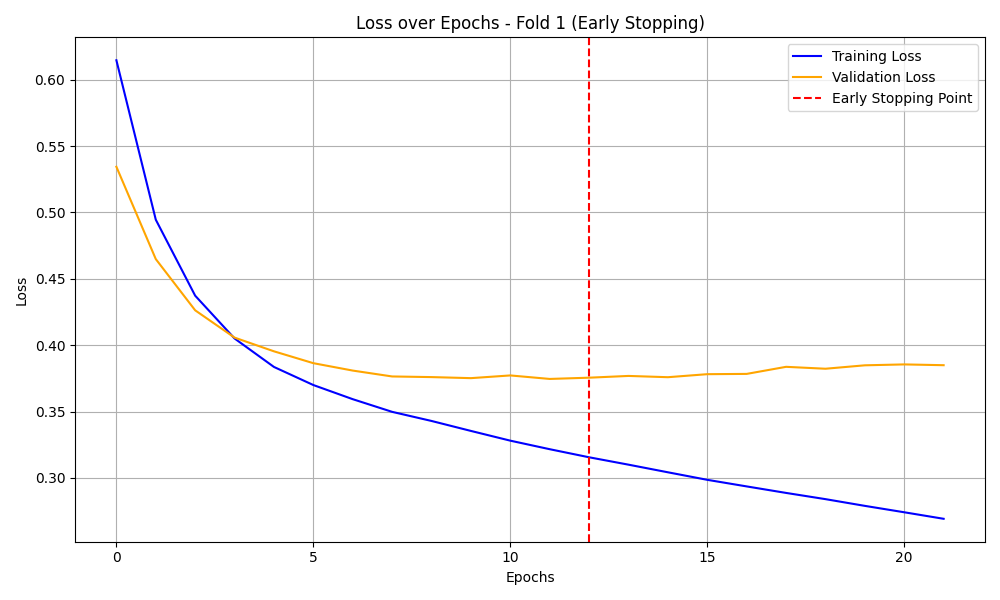 Loss over Epochs - Fold 1 (Early Stopping)
Training Loss
Validation Loss
Early Stopping Point
Loss
0.60
0.55
0.50
0.45
0.40
0.35
0.30
0
5
10
15
20
Epochs